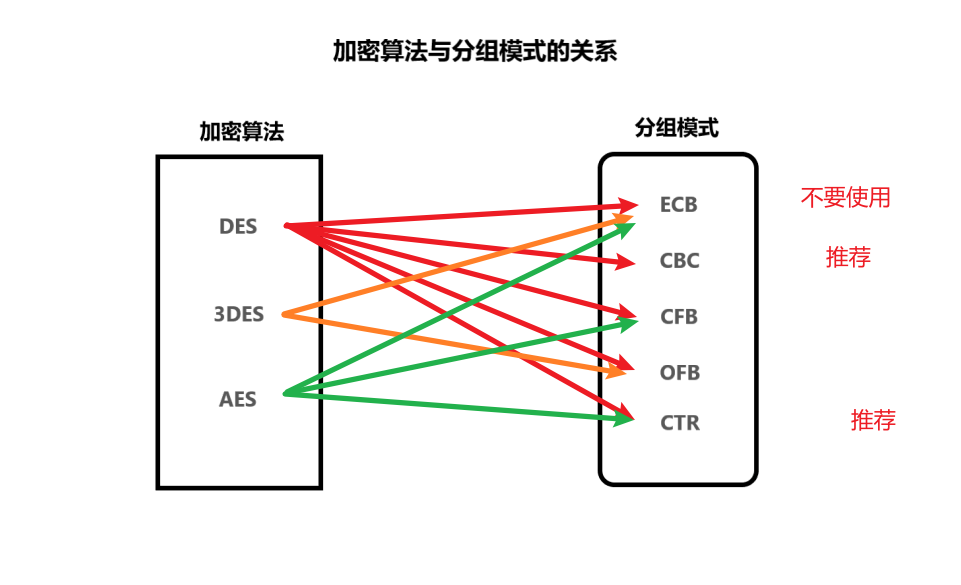 加密算法与分组模式的关系
加密算法
分组模式
DES
3DES
AES
ECB
不要使用
CBC
推荐
CFB
OFB
CTR
推荐